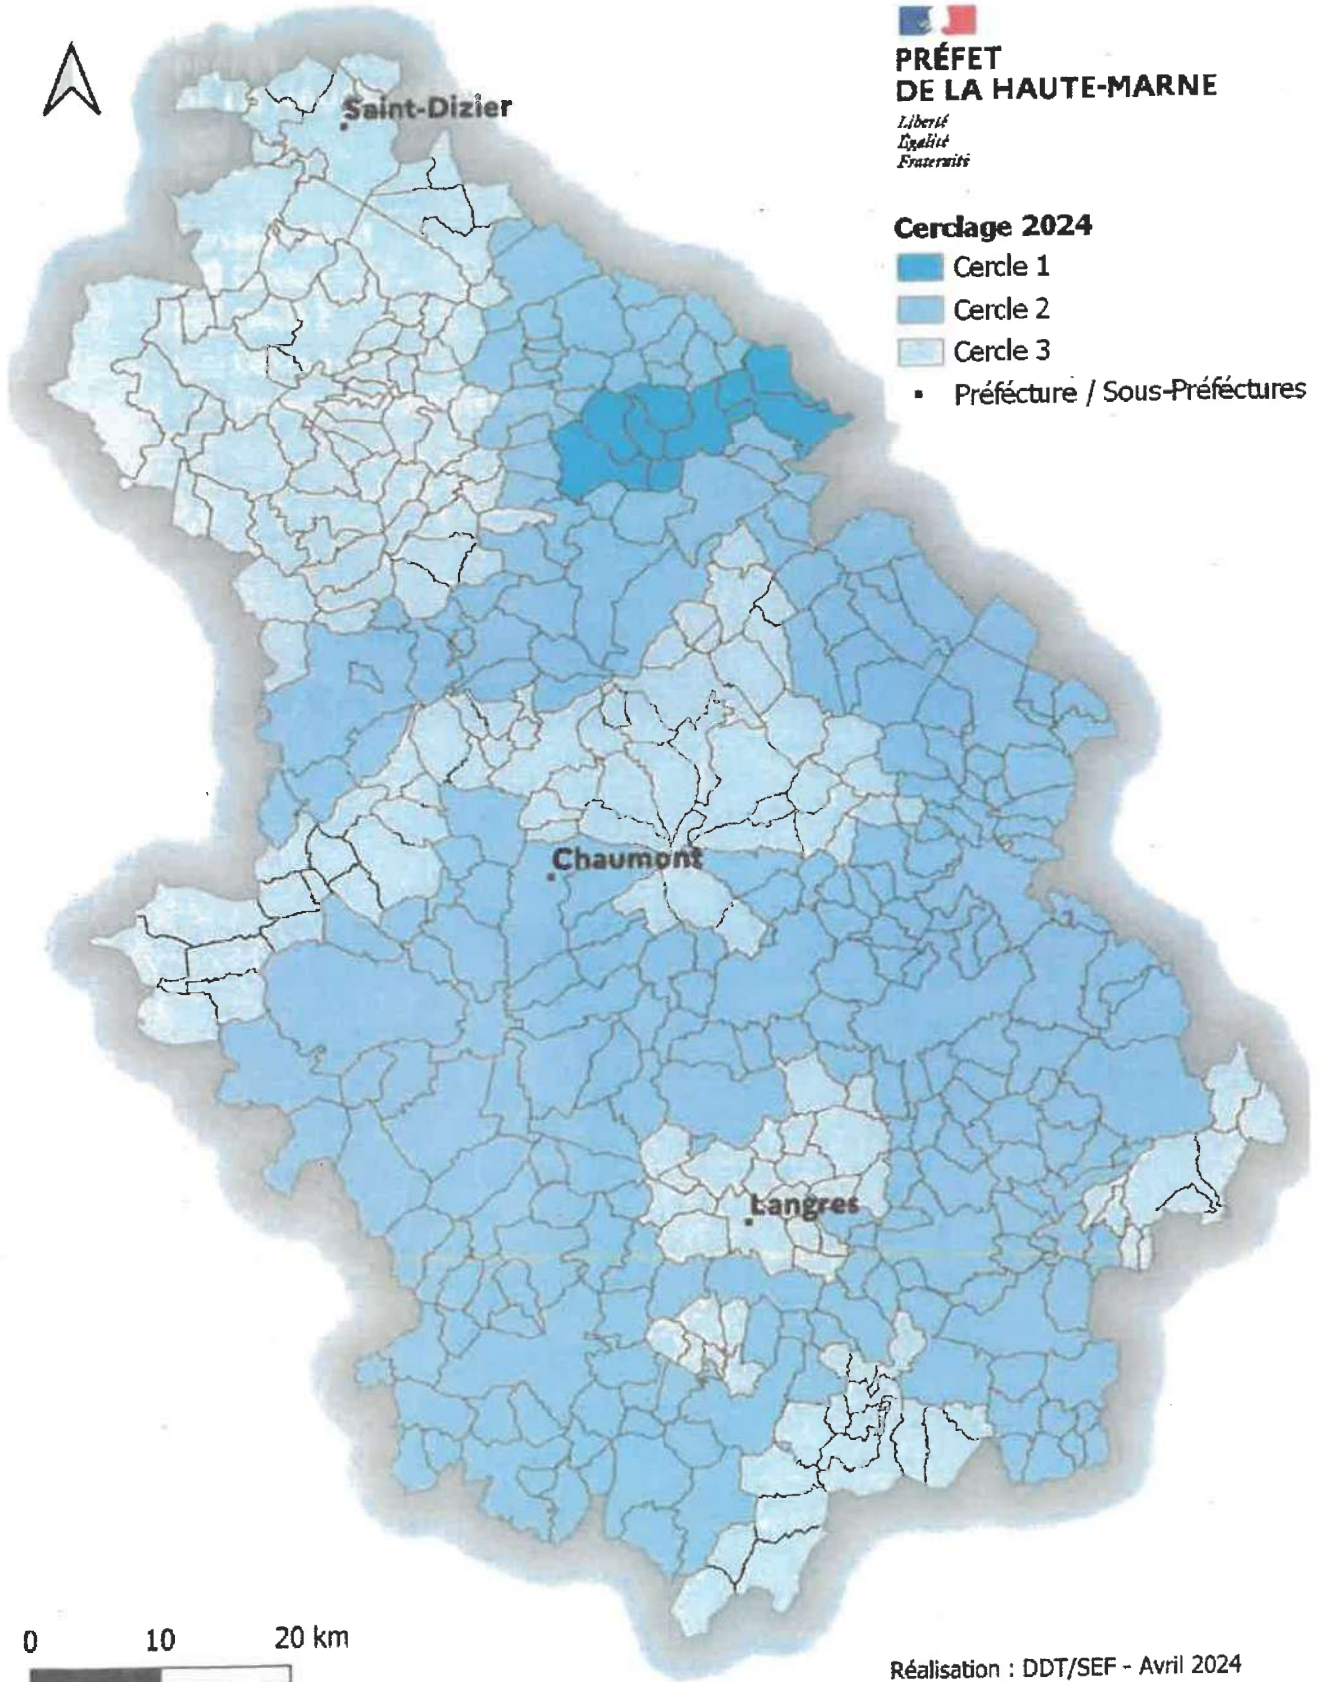 PRÉFET
DE LA HAUTE-MARNE
Liberté
Égalité
Fraternité
Cerclage 2024
Cercle 1
Cercle 2
Cercle 3
Préfécture / Sous-Préféctures
Saint-Dizier
Chaumont
Langres
0 10 20 km
Réalisation : DDT/SEF - Avril 2024